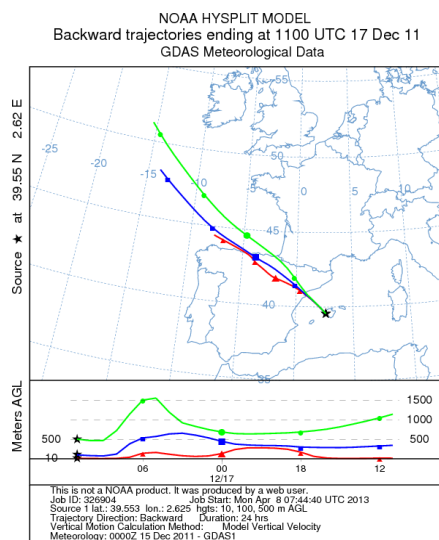 NOAA HYSPLIT MODEL
Backward trajectories ending at 1100 UTC 17 Dec 11
GDAS Meteorological Data
Source ★ at 39.55 N 2.62 E
-25
-20
-15
-10
-5
0
5
10
55
50
45
40
35
Meters AGL
500
10
1500
1000
500
06
00
18
12
12/17
This is not a NOAA product. It was produced by a web user.
Job ID: 326904 Job Start: Mon Apr 8 07:44:40 UTC 2013
Source 1 lat.: 39.553 lon.: 2.625 hgts: 10, 100, 500 m AGL
Trajectory Direction: Backward Duration: 24 hrs
Vertical Motion Calculation Method: Model Vertical Velocity
Meteorology: 0000Z 15 Dec 2011 - GDAS1